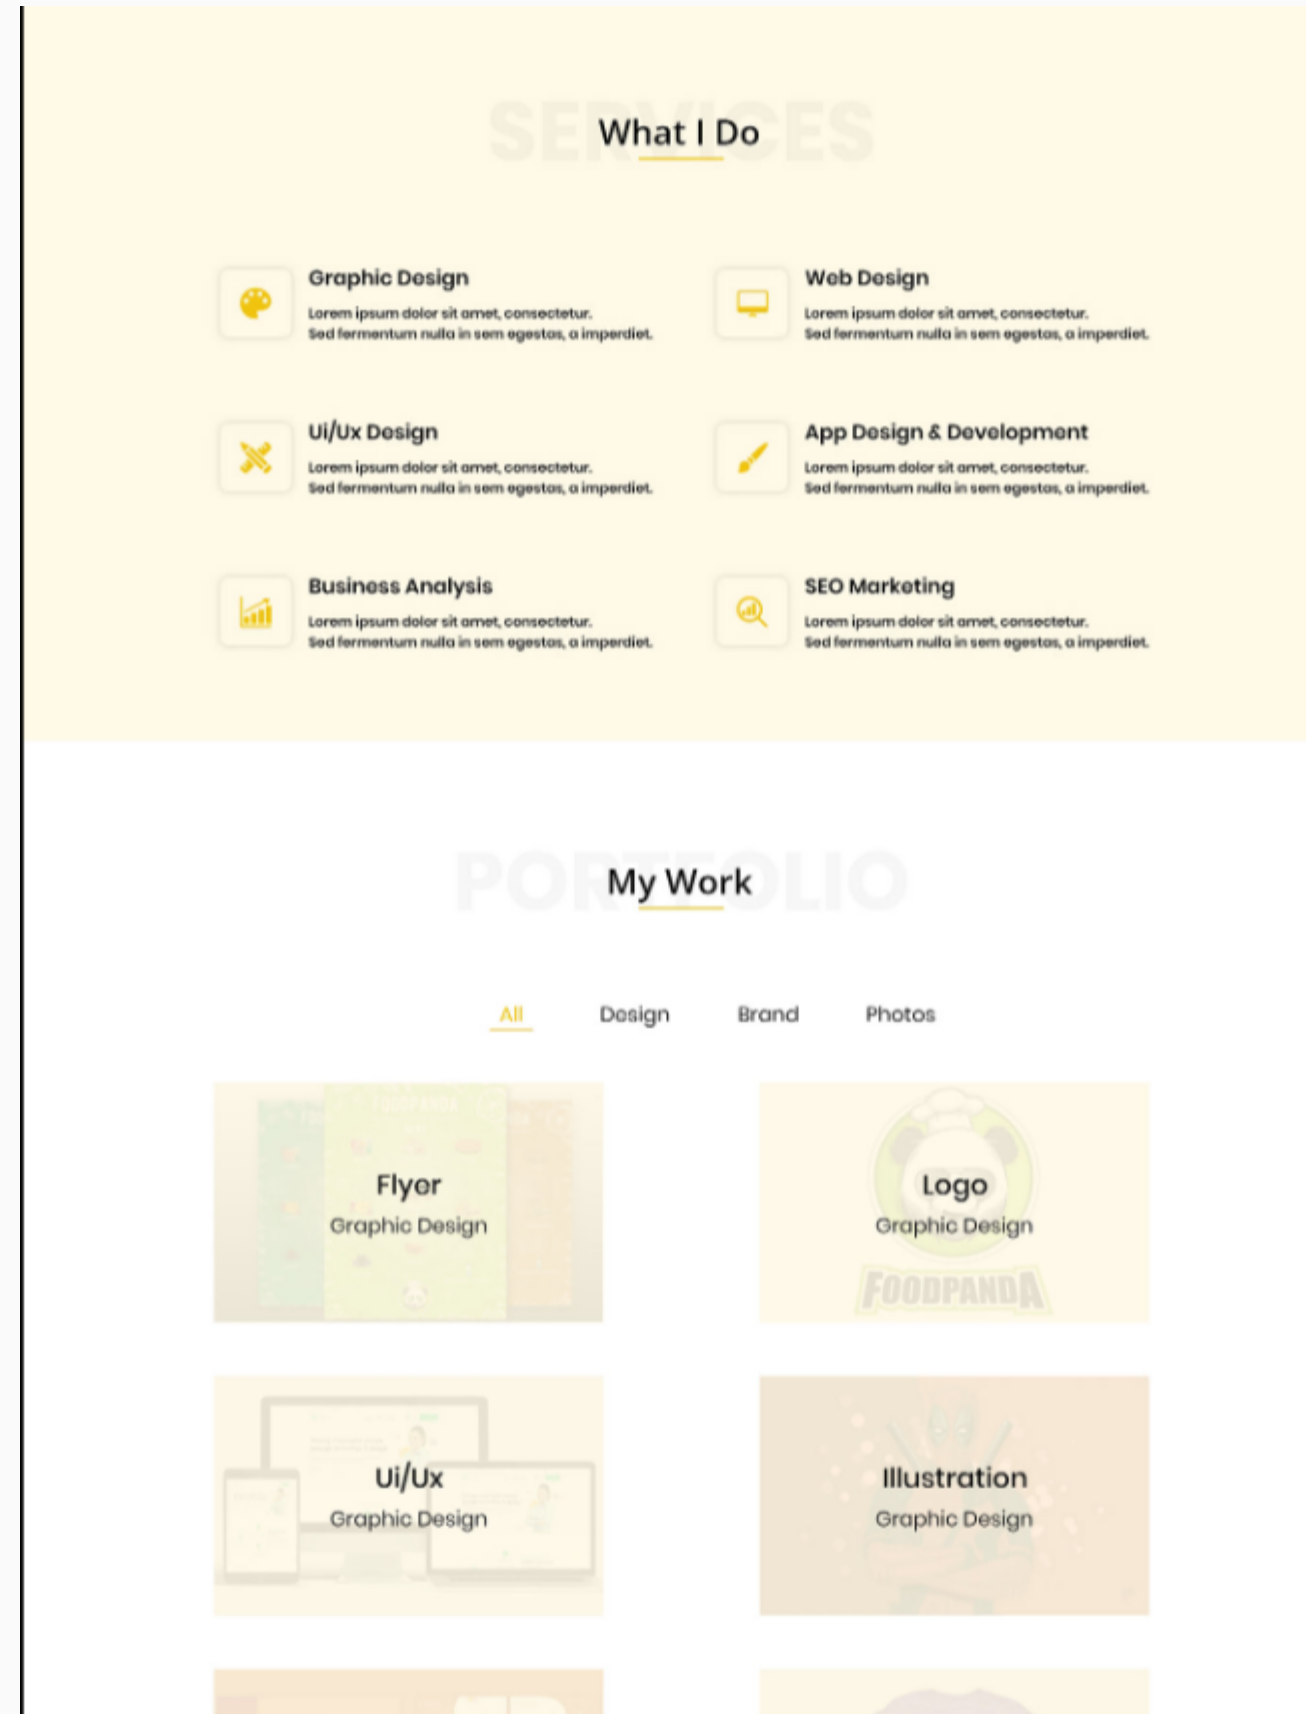 SERVICES
What I Do
Graphic Design
Lorem ipsum dolor sit amet, consectetur.
Sed fermentum nulla in sem egestas, a imperdiet.
Web Design
Lorem ipsum dolor sit amet, consectetur.
Sed fermentum nulla in sem egestas, a imperdiet.
Ui/Ux Design
Lorem ipsum dolor sit amet, consectetur.
Sed fermentum nulla in sem egestas, a imperdiet.
App Design & Development
Lorem ipsum dolor sit amet, consectetur.
Sed fermentum nulla in sem egestas, a imperdiet.
Business Analysis
Lorem ipsum dolor sit amet, consectetur.
Sed fermentum nulla in sem egestas, a imperdiet.
SEO Marketing
Lorem ipsum dolor sit amet, consectetur.
Sed fermentum nulla in sem egestas, a imperdiet.
PORTFOLIO
My Work
All Design Brand Photos
FOODPANDA
Flyer
Graphic Design
Logo
Graphic Design
FOODPANDA
Ui/Ux
Graphic Design
Illustration
Graphic Design